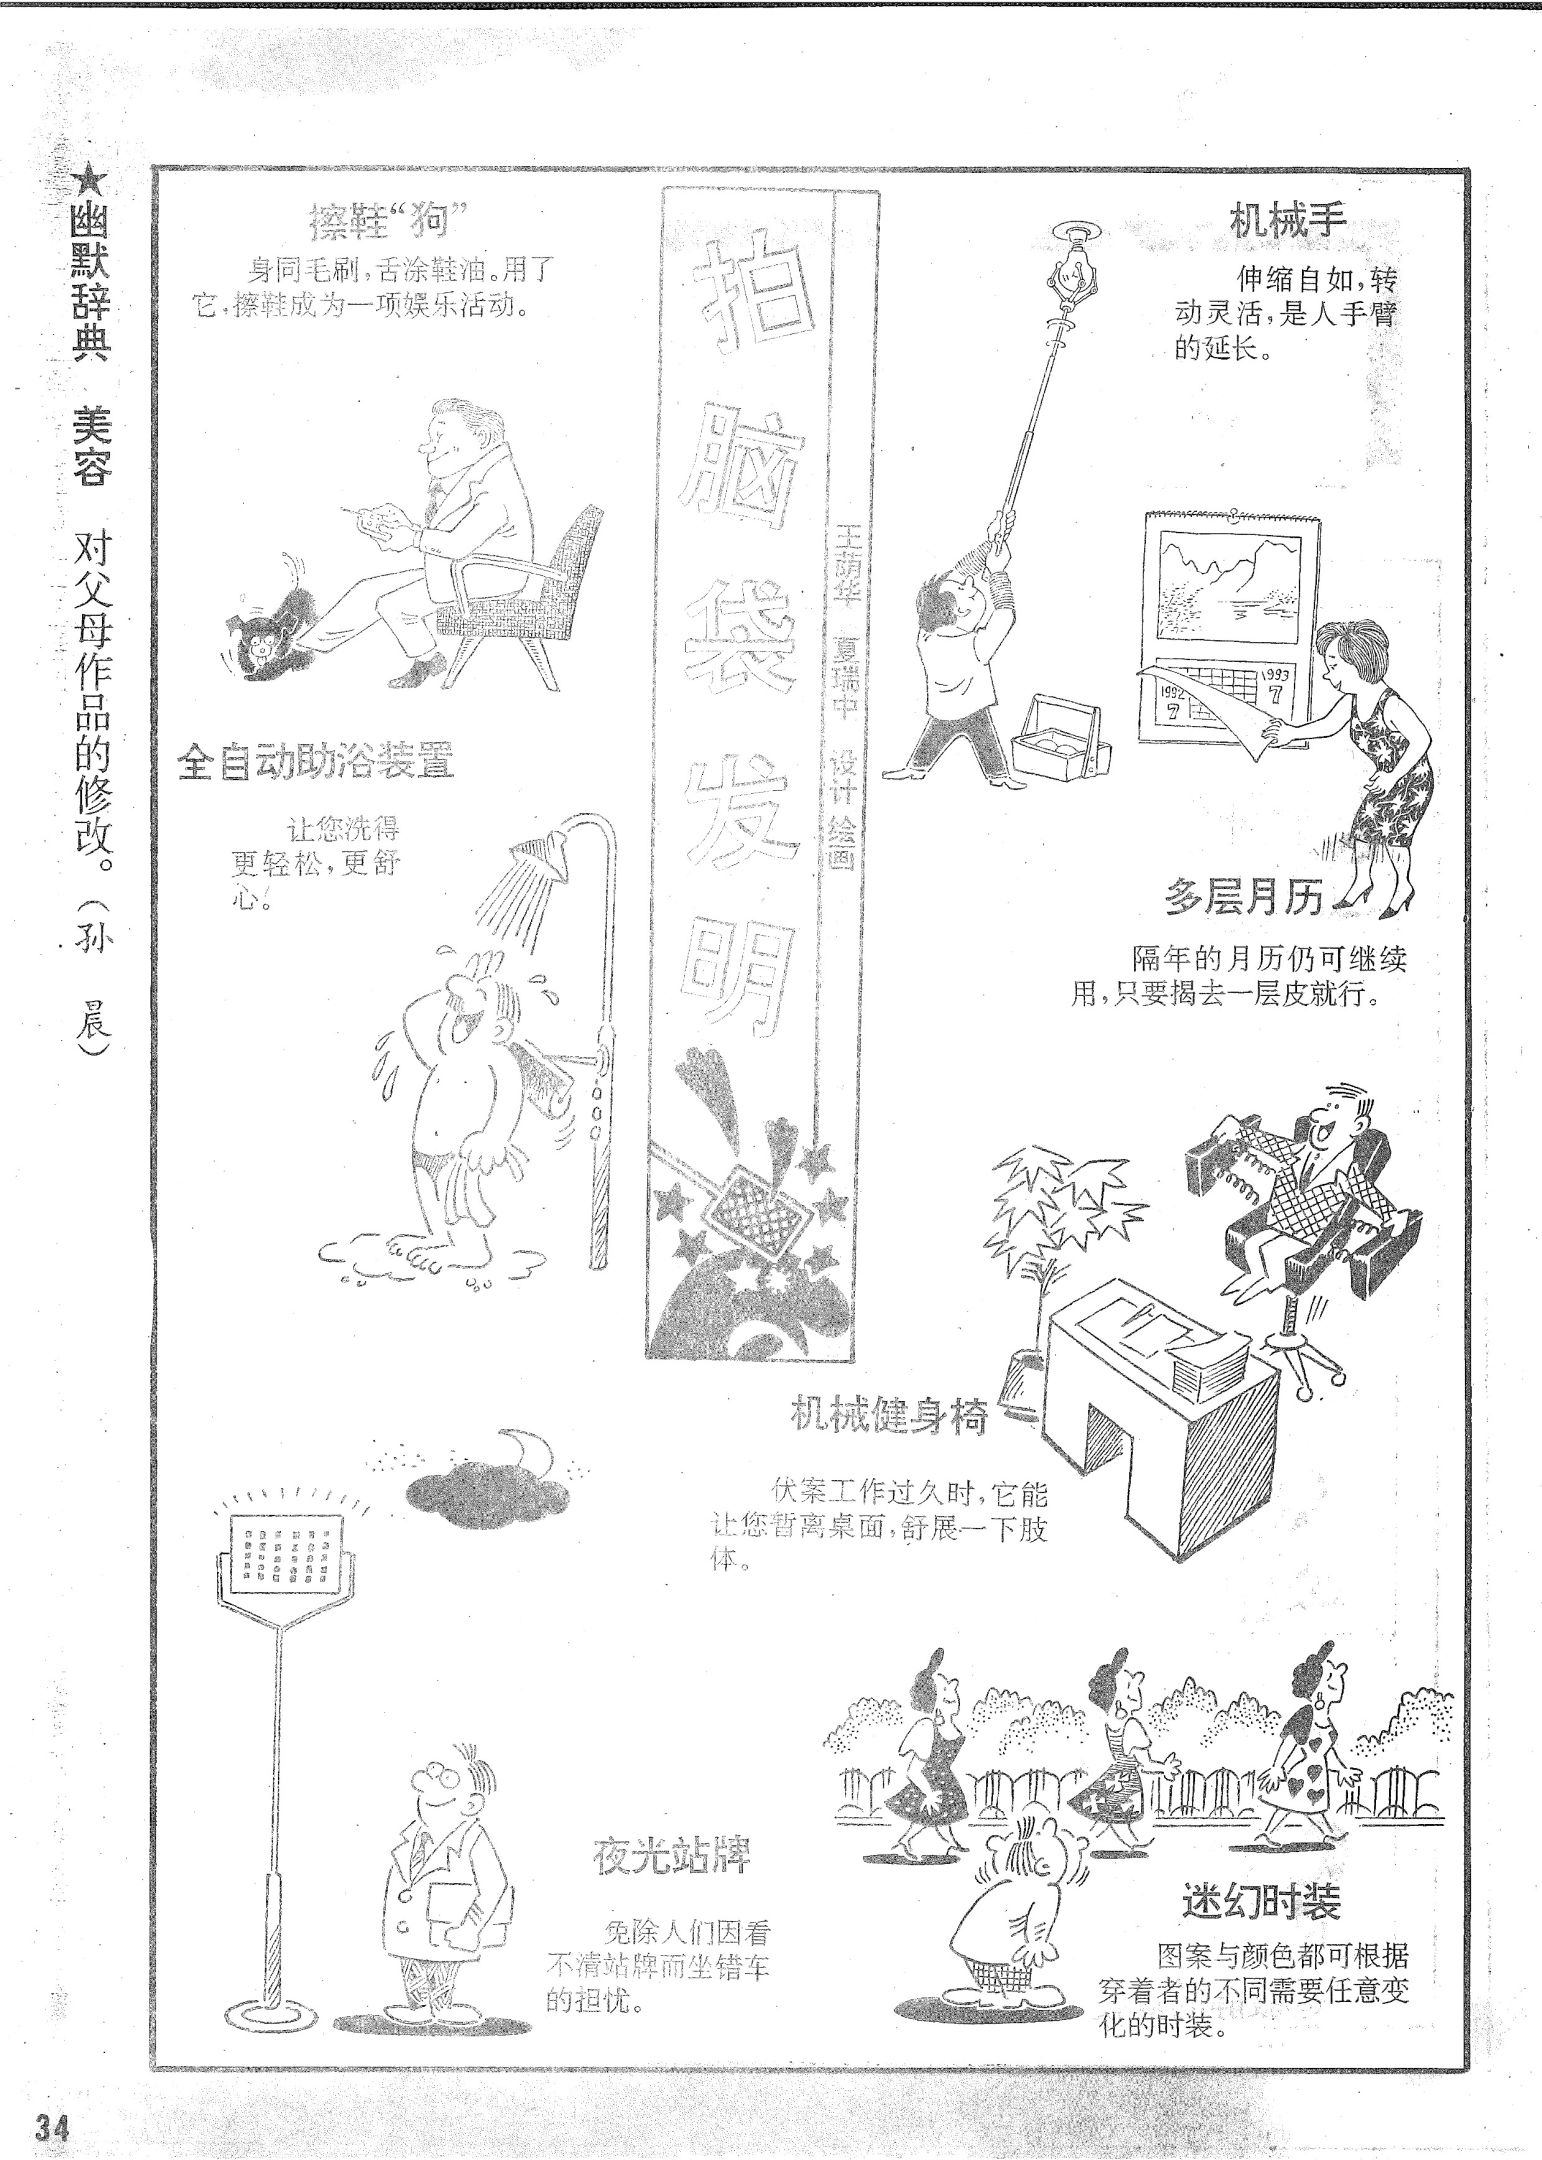 ★幽默辞典　美容　对父母作品的修改。（孙　晨）
拍脑袋发明
王萌华　夏瑞中　设计　绘画
擦鞋“狗”
身同毛刷，舌涂鞋油。用了
它，擦鞋成为一项娱乐活动。
机械手
伸缩自如，转
动灵活，是人手臂
的延长。
1992
7
1993
7
全自动助浴装置
让您洗得
更轻松，更舒
心。
多层月历
隔年的月历仍可继续
用，只要揭去一层皮就行。
机械健身椅
伏案工作过久时，它能
让您暂离桌面，舒展一下肢
体。
夜光站牌
免除人们因看
不清站牌而坐错车
的担忧。
迷幻时装
图案与颜色都可根据
穿着者的不同需要任意变
化的时装。
34